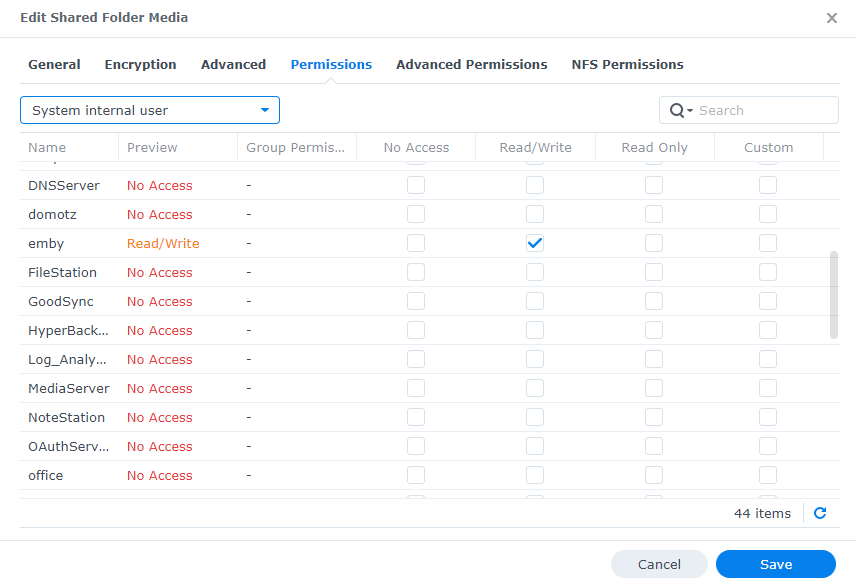 Edit Shared Folder Media
General Encryption Advanced Permissions Advanced Permissions NFS Permissions
System internal user Search
Name Preview Group Permis... No Access Read/Write Read Only Custom
DNSServer No Access -
domotz No Access -
emby Read/Write -
FileStation No Access -
GoodSync No Access -
HyperBack... No Access -
Log_Analy... No Access -
MediaServer No Access -
NoteStation No Access -
OAuthServ... No Access -
office No Access -
44 items
Cancel Save